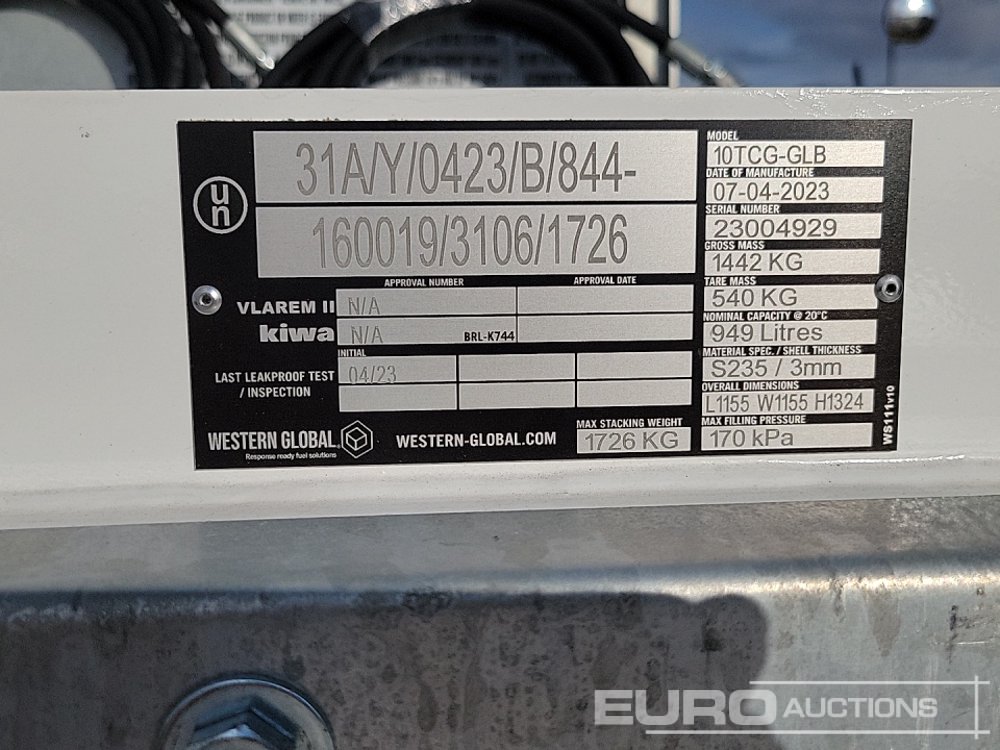 un
31A/Y/0423/B/844-
160019/3106/1726
APPROVAL NUMBER APPROVAL DATE
VLAREM II N/A
kiwa N/A BRL-K744
INITIAL
LAST LEAKPROOF TEST / INSPECTION
04/23
WESTERN GLOBAL
Response ready fuel solutions
WESTERN-GLOBAL.COM
MAX STACKING WEIGHT
1726 KG
MODEL
10TCG-GLB
DATE OF MANUFACTURE
07-04-2023
SERIAL NUMBER
23004929
GROSS MASS
1442 KG
TARE MASS
540 KG
NOMINAL CAPACITY @ 20°C
949 Litres
MATERIAL SPEC. / SHELL THICKNESS
S235 / 3mm
OVERALL DIMENSIONS
L1155 W1155 H1324
MAX FILLING PRESSURE
170 kPa
WS111v10
EURO AUCTIONS